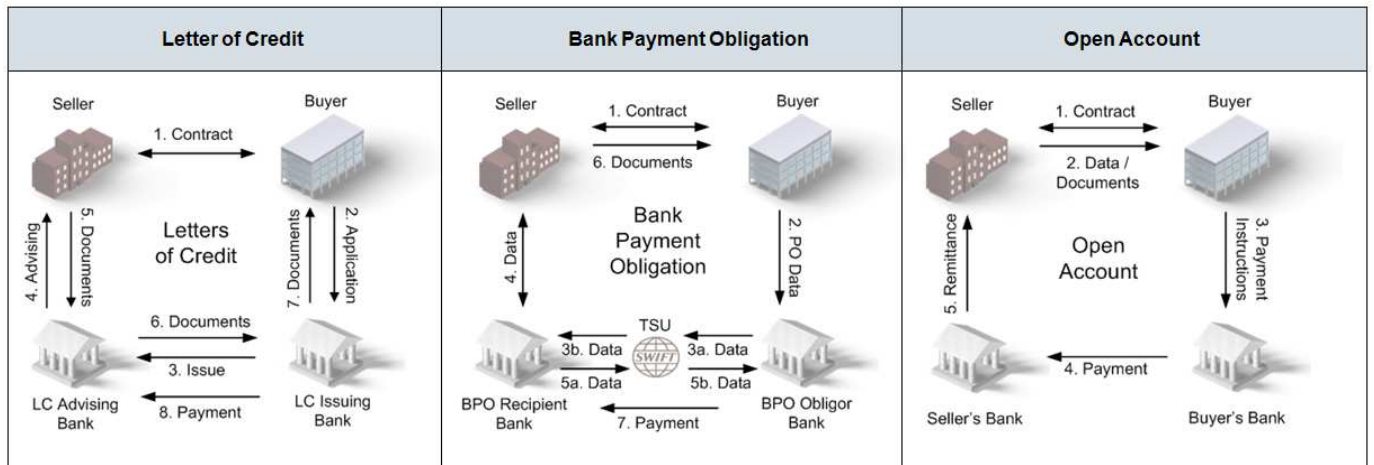 Letter of Credit
Bank Payment Obligation
Open Account
Seller
Buyer
1. Contract
4. Advising
5. Documents
Letters
of Credit
7. Documents
2. Application
6. Documents
3. Issue
8. Payment
LC Advising
Bank
LC Issuing
Bank
Seller
Buyer
1. Contract
6. Documents
4. Data
Bank
Payment
Obligation
2. PO Data
TSU
SWIFT
3b. Data
3a. Data
5a. Data
5b. Data
7. Payment
BPO Recipient
Bank
BPO Obligor
Bank
Seller
Buyer
1. Contract
2. Data /
Documents
5. Remittance
Open
Account
3. Payment
Instructions
4. Payment
Seller's Bank
Buyer's Bank